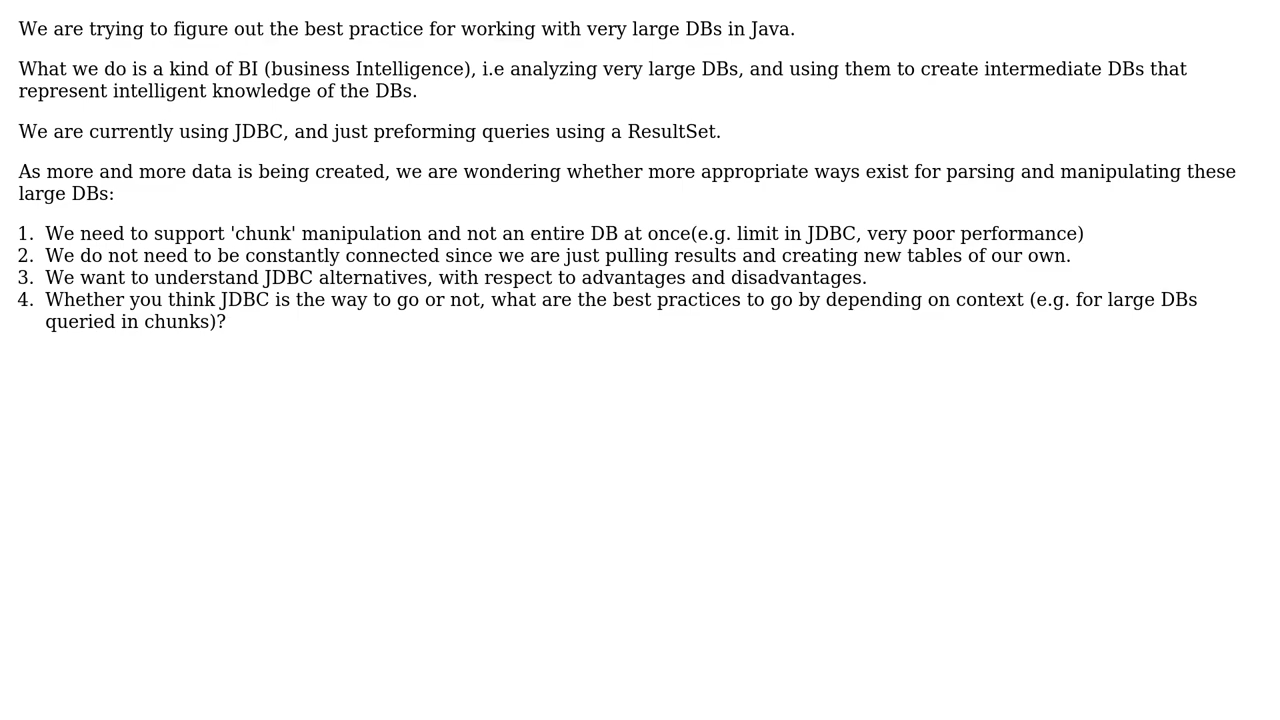 We are trying to figure out the best practice for working with very large DBs in Java.
What we do is a kind of BI (business Intelligence), i.e analyzing very large DBs, and using them to create intermediate DBs that
represent intelligent knowledge of the DBs.
We are currently using JDBC, and just preforming queries using a ResultSet.
As more and more data is being created, we are wondering whether more appropriate ways exist for parsing and manipulating these
large DBs:
1. We need to support 'chunk' manipulation and not an entire DB at once(e.g. limit in JDBC, very poor performance)
2. We do not need to be constantly connected since we are just pulling results and creating new tables of our own.
3. We want to understand JDBC alternatives, with respect to advantages and disadvantages.
4. Whether you think JDBC is the way to go or not, what are the best practices to go by depending on context (e.g. for large DBs
queried in chunks)?